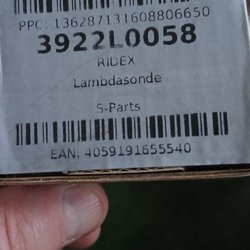 PPC: 136287131608806650
3922L0058
RIDEX
Lambdasonde
S-Parts
EAN: 4059191655540